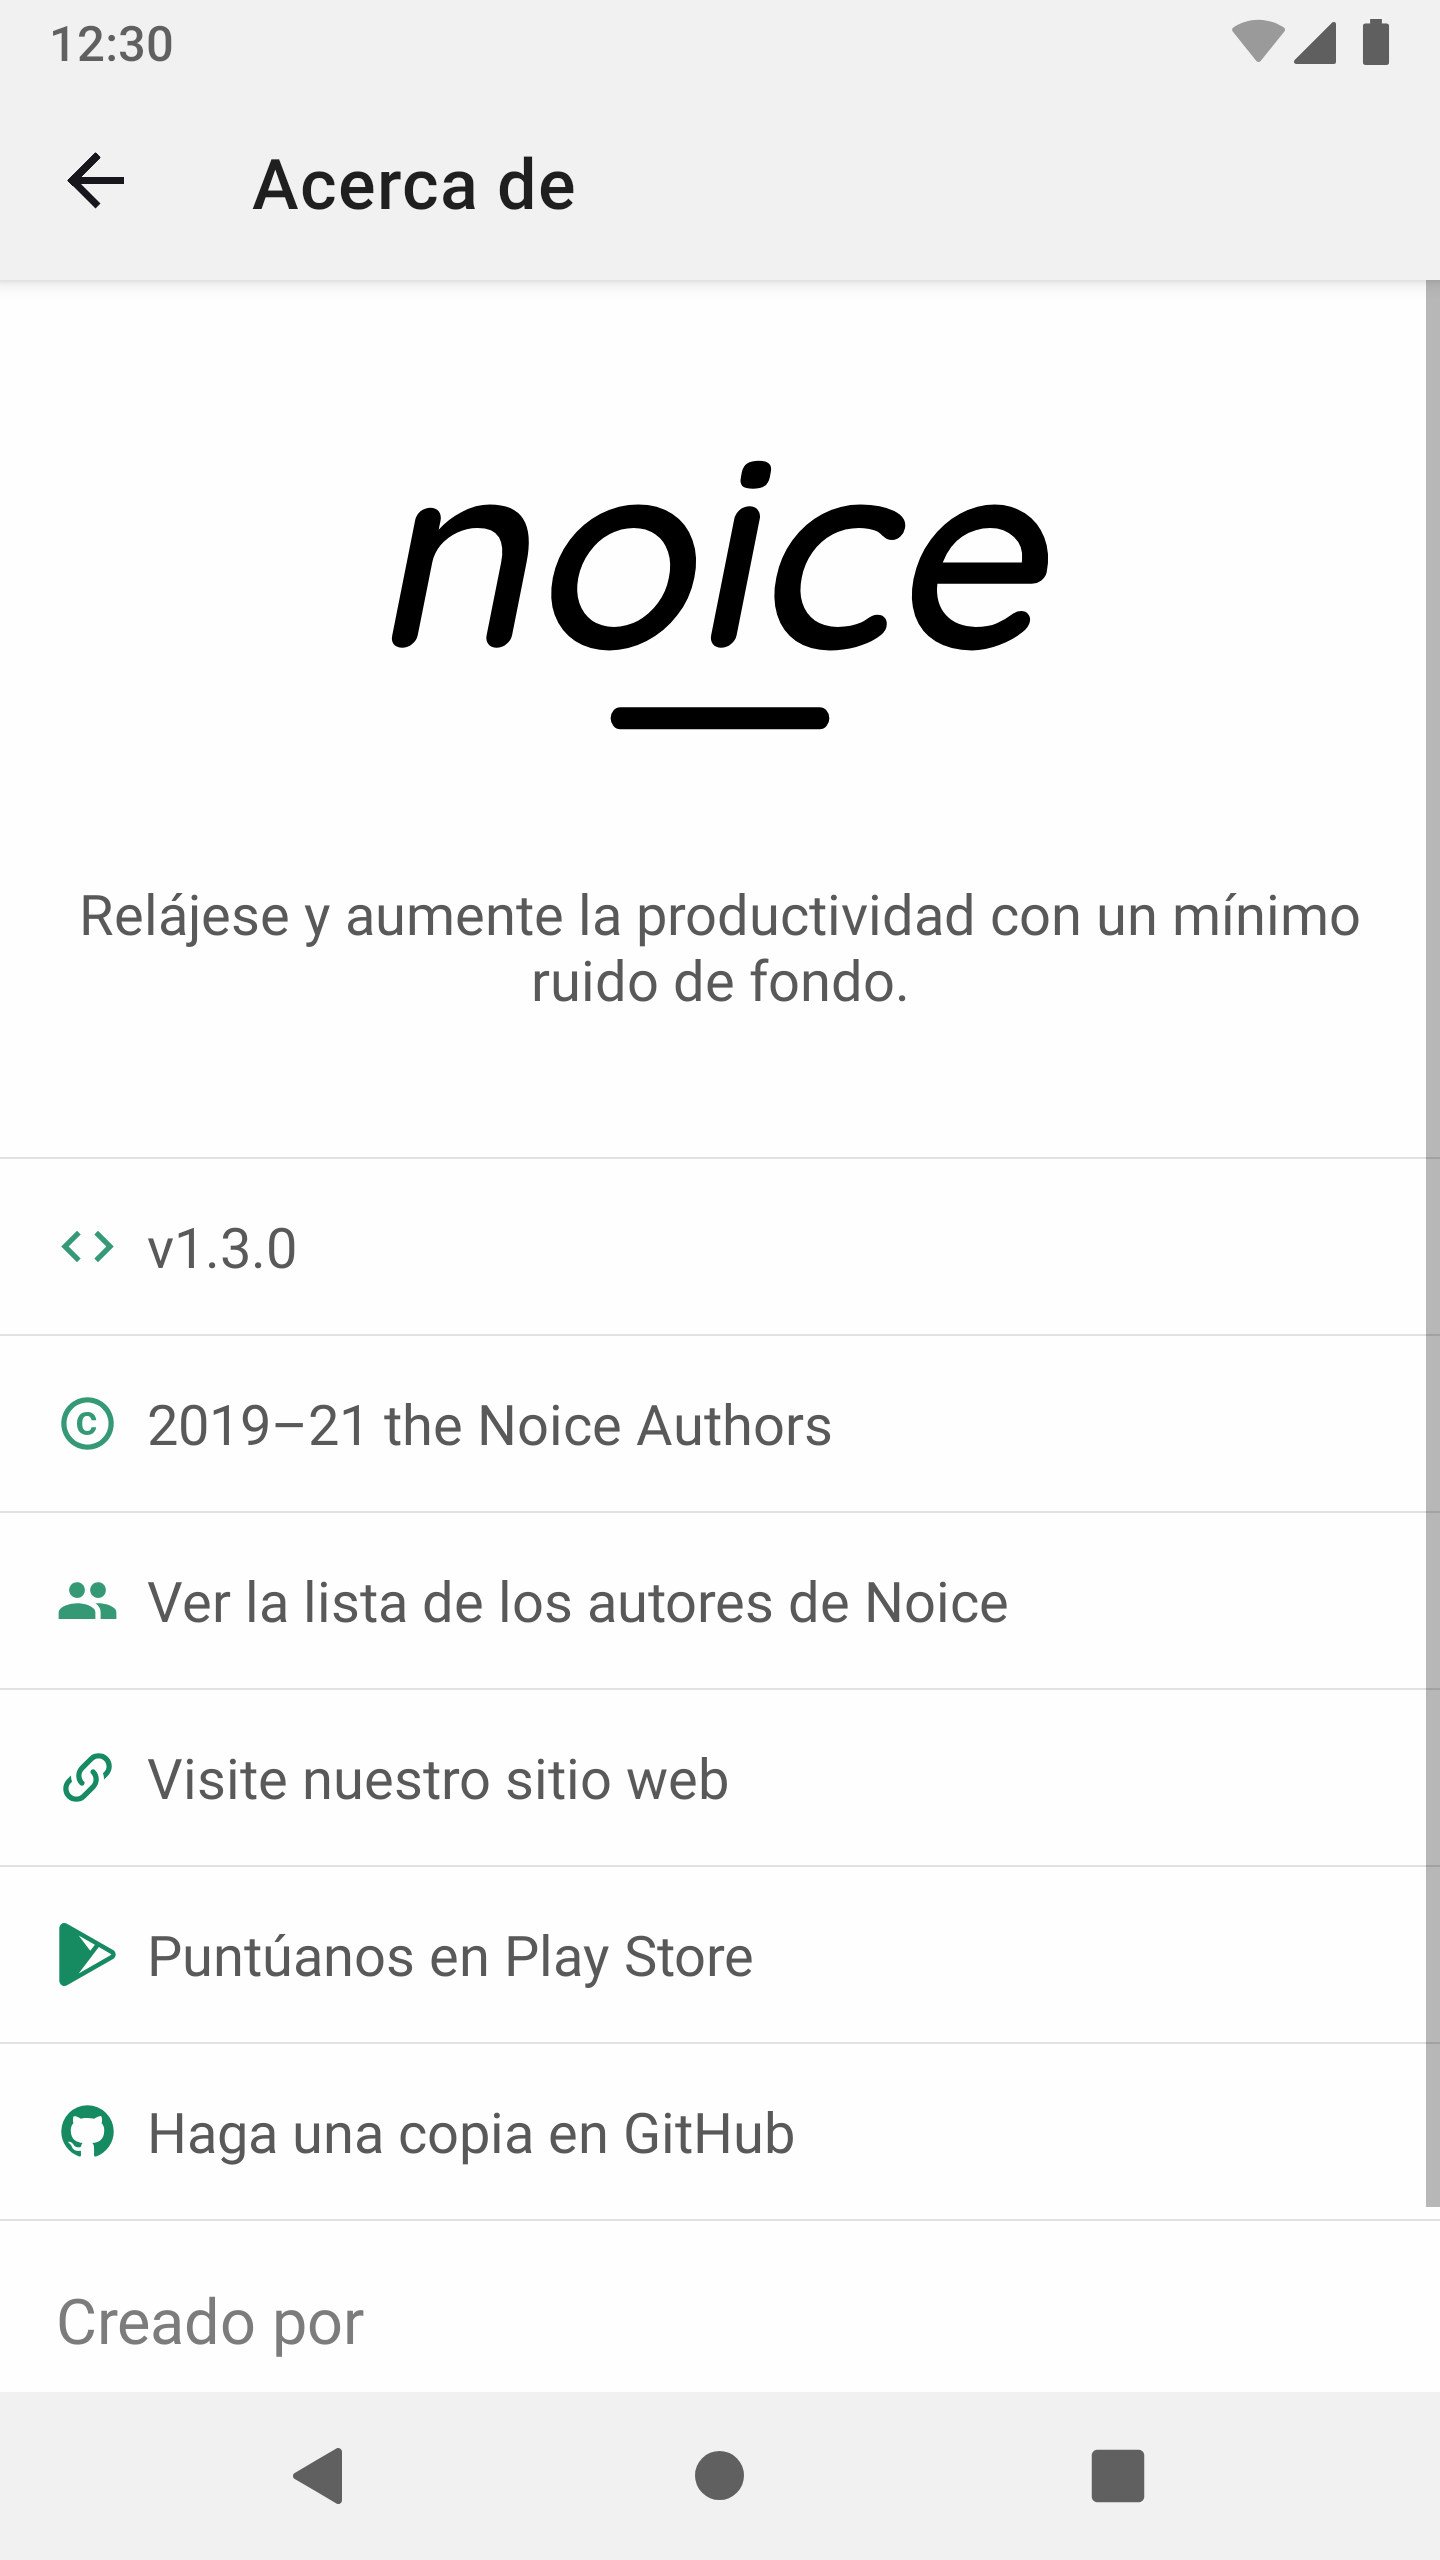 12:30
Acerca de
noice
Relájese y aumente la productividad con un mínimo
ruido de fondo.
v1.3.0
2019–21 the Noice Authors
Ver la lista de los autores de Noice
Visite nuestro sitio web
Puntúanos en Play Store
Haga una copia en GitHub
Creado por